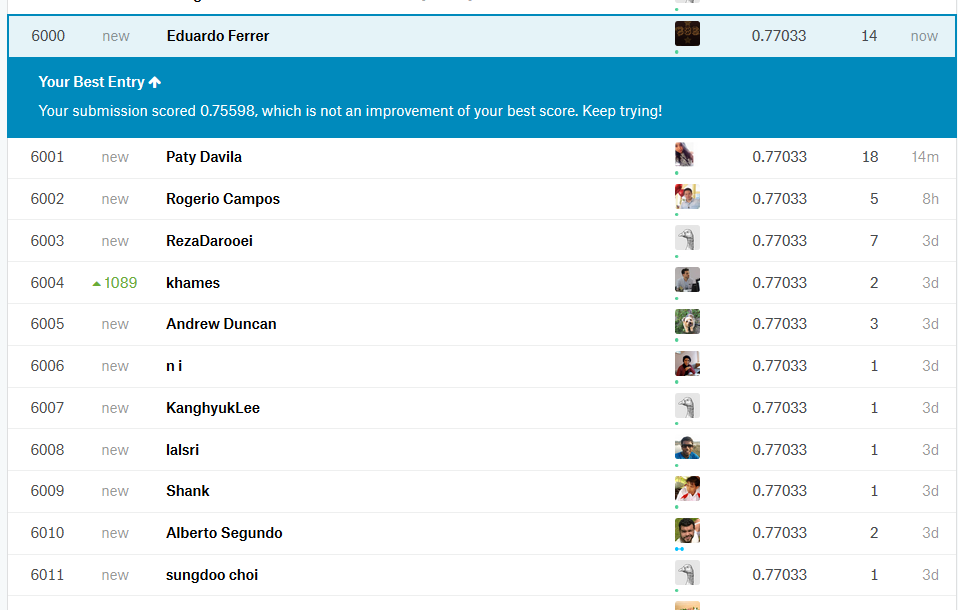 6000 new Eduardo Ferrer 0.77033 14 now
Your Best Entry
Your submission scored 0.75598, which is not an improvement of your best score. Keep trying!
6001 new Paty Davila 0.77033 18 14m
6002 new Rogerio Campos 0.77033 5 8h
6003 new RezaDarooei 0.77033 7 3d
6004 1089 khames 0.77033 2 3d
6005 new Andrew Duncan 0.77033 3 3d
6006 new n i 0.77033 1 3d
6007 new KanghyukLee 0.77033 1 3d
6008 new lalsri 0.77033 1 3d
6009 new Shank 0.77033 1 3d
6010 new Alberto Segundo 0.77033 2 3d
6011 new sungdoo choi 0.77033 1 3d